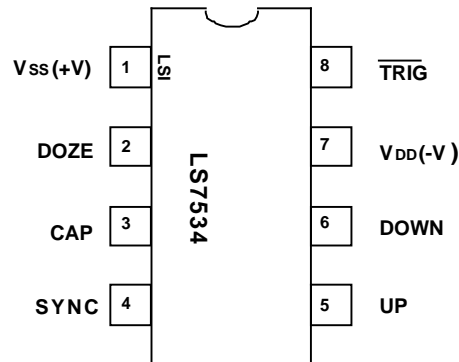 VSS(+V) 1 LSI 8 TRIG
DOZE 2 7 VDD(-V)
LS7534
CAP 3 6 DOWN
SYNC 4 5 UP